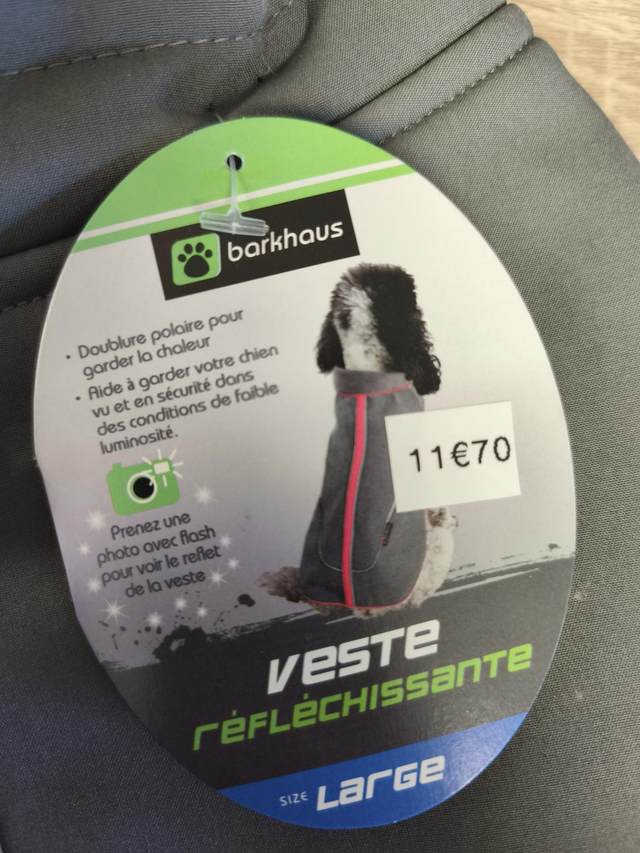 barkhaus
• Doublure polaire pour
garder la chaleur
• Aide à garder votre chien
vu et en sécurité dans
des conditions de faible
luminosité.
11€70
Prenez une
photo avec flash
pour voir le reflet
de la veste
VESTE
réfléchissante
SIZE Large